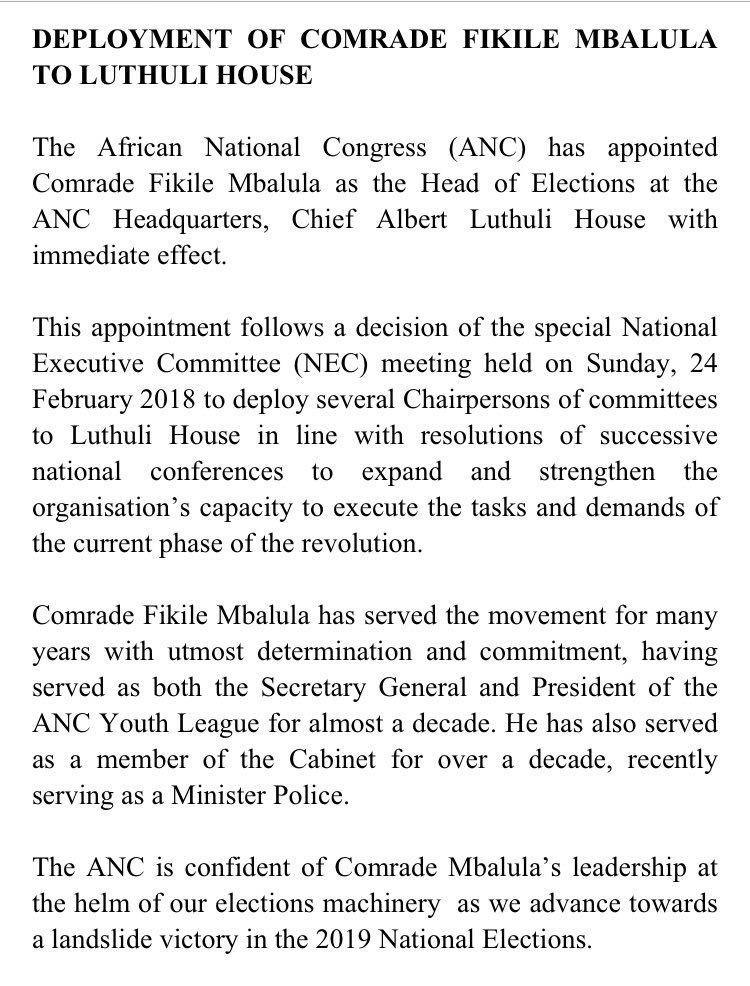 DEPLOYMENT OF COMRADE FIKILE MBALULA
TO LUTHULI HOUSE
The African National Congress (ANC) has appointed
Comrade Fikile Mbalula as the Head of Elections at the
ANC Headquarters, Chief Albert Luthuli House with
immediate effect.
This appointment follows a decision of the special National
Executive Committee (NEC) meeting held on Sunday, 24
February 2018 to deploy several Chairpersons of committees
to Luthuli House in line with resolutions of successive
national conferences to expand and strengthen the
organisation’s capacity to execute the tasks and demands of
the current phase of the revolution.
Comrade Fikile Mbalula has served the movement for many
years with utmost determination and commitment, having
served as both the Secretary General and President of the
ANC Youth League for almost a decade. He has also served
as a member of the Cabinet for over a decade, recently
serving as a Minister Police.
The ANC is confident of Comrade Mbalula’s leadership at
the helm of our elections machinery as we advance towards
a landslide victory in the 2019 National Elections.